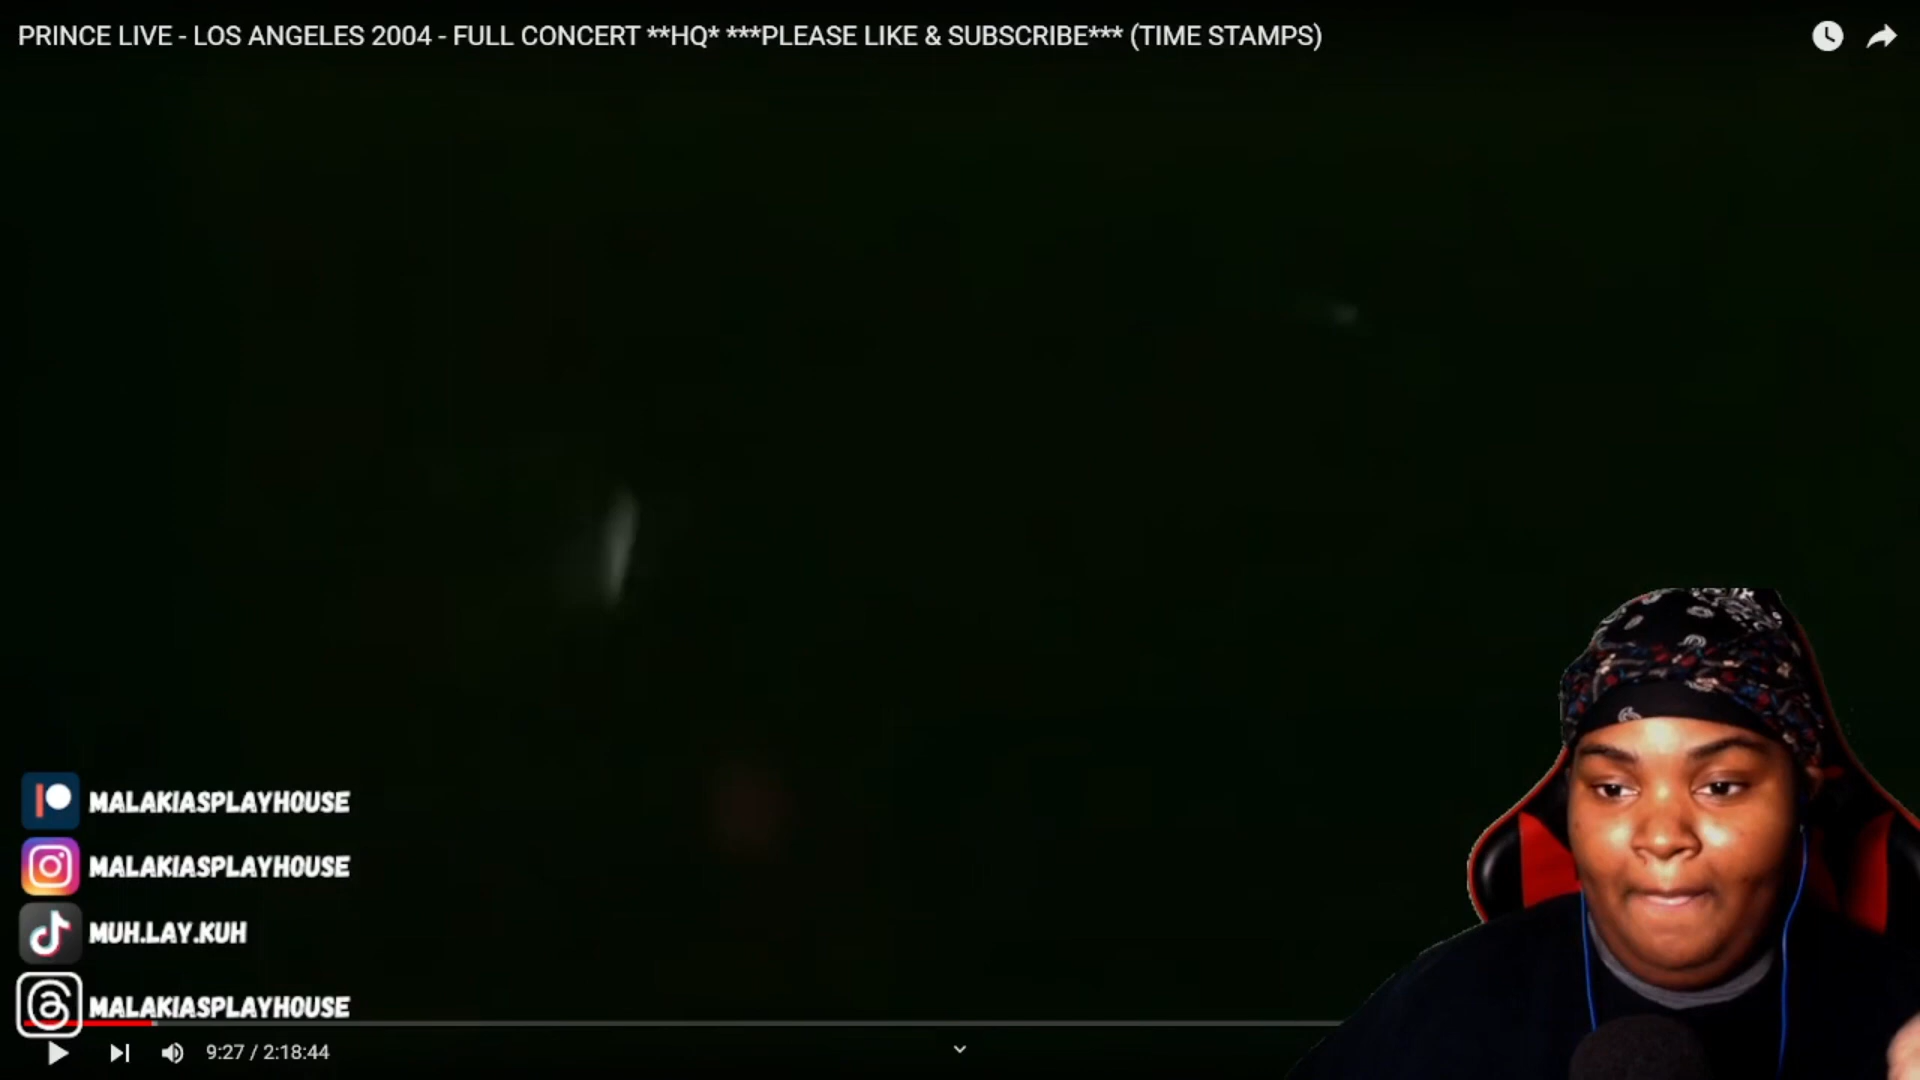 PRINCE LIVE - LOS ANGELES 2004 - FULL CONCERT **HQ* ***PLEASE LIKE & SUBSCRIBE*** (TIME STAMPS)
MALAKIASPLAYHOUSE
MALAKIASPLAYHOUSE
MUH.LAY.KUH
MALAKIASPLAYHOUSE
9:27 / 2:18:44